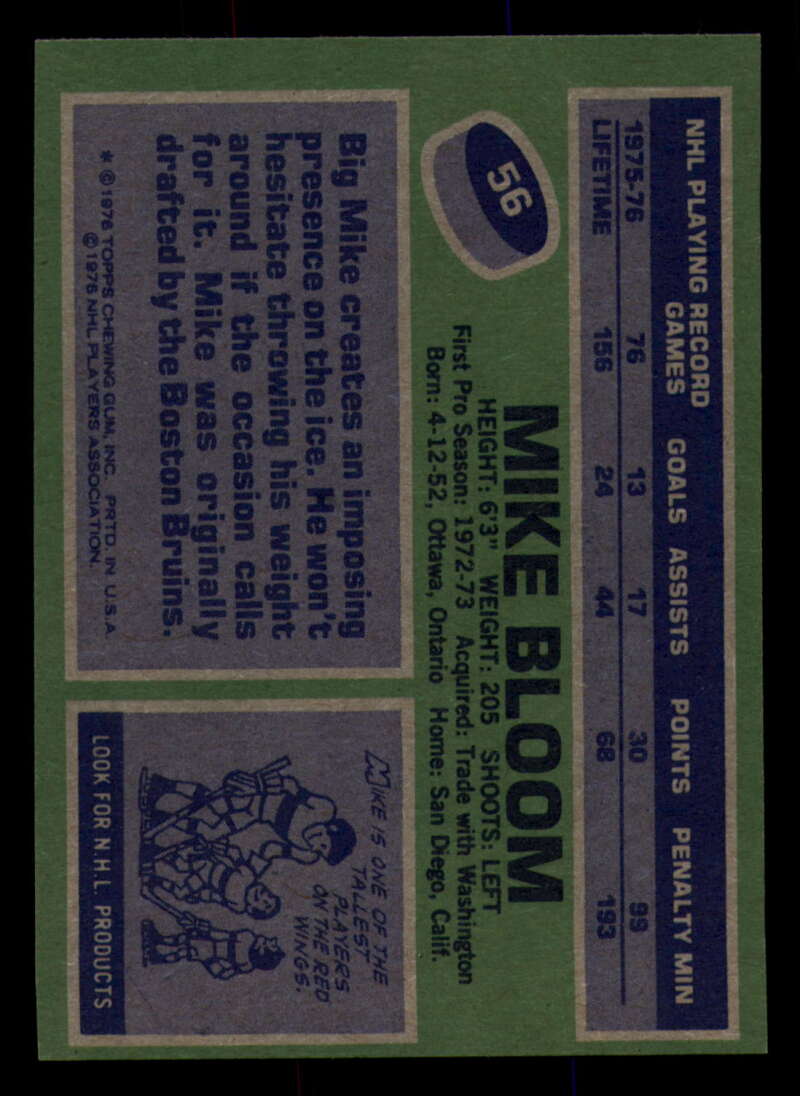 NHL PLAYING RECORD
GAMES GOALS ASSISTS POINTS PENALTY MIN
1975-76 76 13 17 30 99
LIFETIME 156 24 44 68 193
56
MIKE BLOOM
HEIGHT: 6'3" WEIGHT: 205 SHOOTS: LEFT
First Pro Season: 1972-73 Acquired: Trade with Washington
Born: 4-12-52, Ottawa, Ontario Home: San Diego, Calif.
Big Mike creates an imposing
presence on the ice. He won't
hesitate throwing his weight
around if the occasion calls
for it. Mike was originally
drafted by the Boston Bruins.
* © 1976 TOPPS CHEWING GUM, INC. PRTD. IN U.S.A
© 1976 NHL PLAYERS ASSOCIATION.
MIKE IS ONE OF THE
TALLEST
PLAYERS
ON THE RED
WINGS.
LOOK FOR N.H.L PRODUCTS